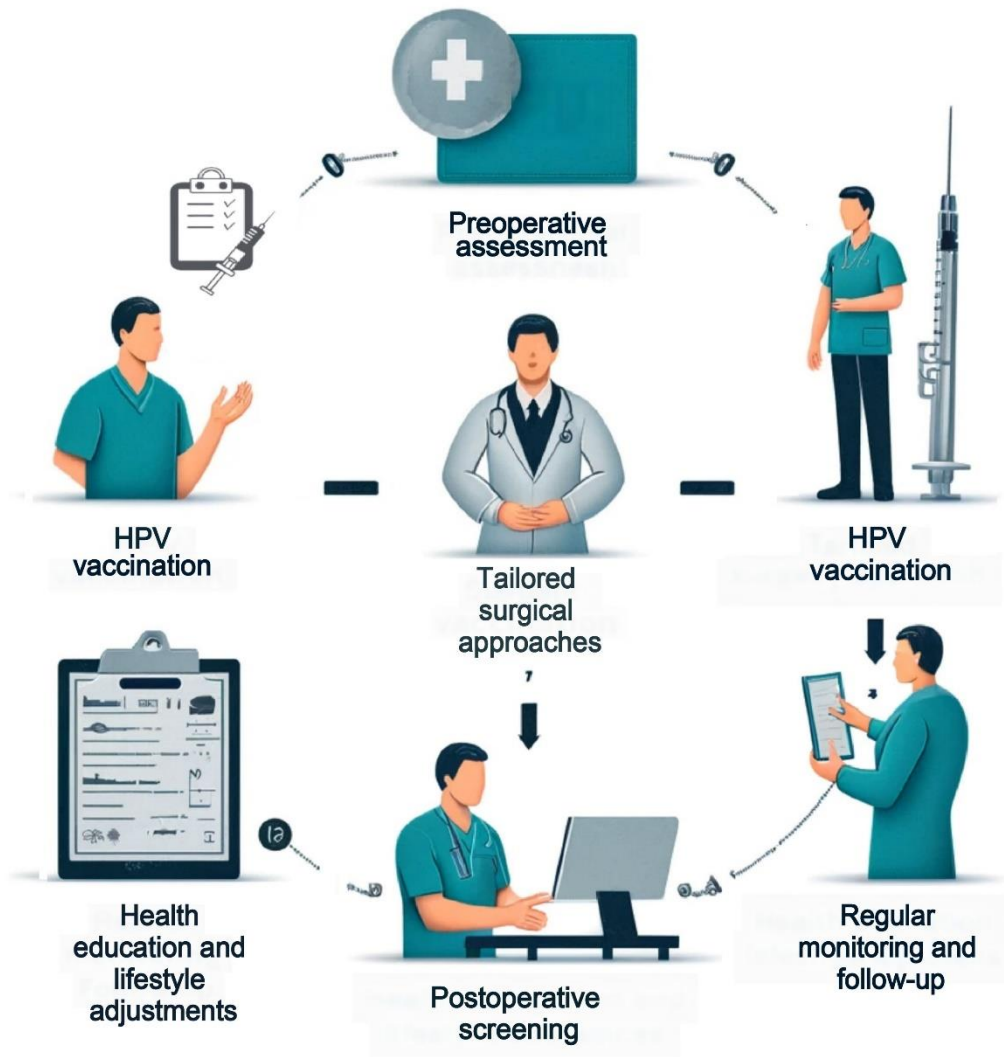 Preoperative
assessment
HPV
vaccination
Tailored
surgical
approaches
HPV
vaccination
Health
education and
lifestyle
adjustments
Postoperative
screening
Regular
monitoring and
follow-up